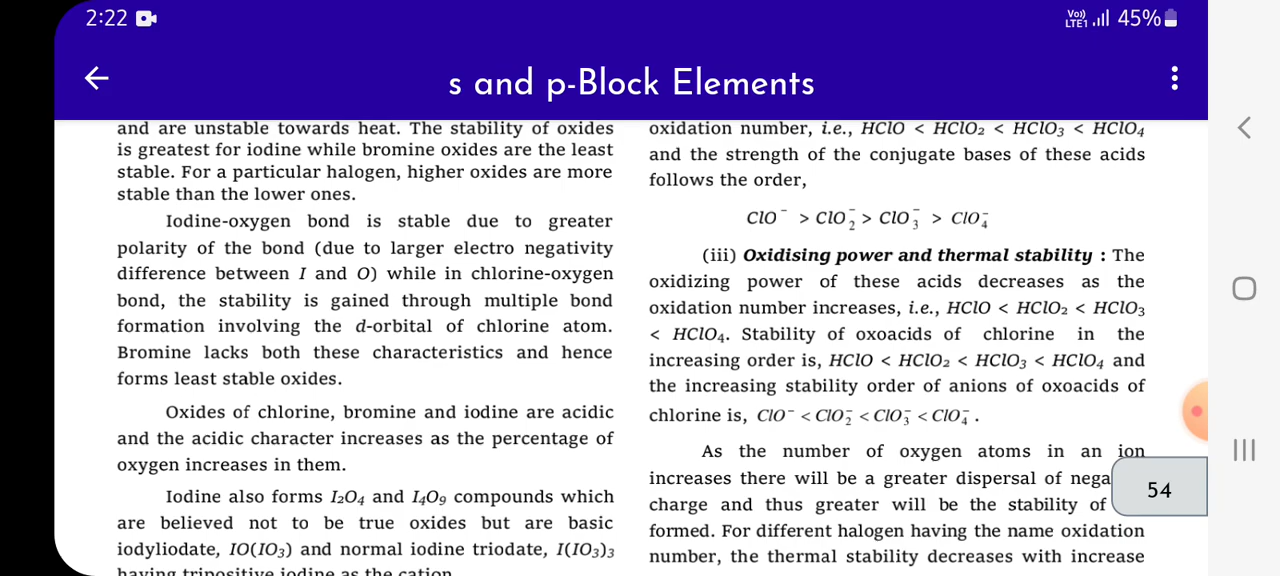 2:22
Vo)) LTE1 45%
s and p-Block Elements
and are unstable towards heat. The stability of oxides
is greatest for iodine while bromine oxides are the least
stable. For a particular halogen, higher oxides are more
stable than the lower ones.
Iodine-oxygen bond is stable due to greater
polarity of the bond (due to larger electro negativity
difference between I and O) while in chlorine-oxygen
bond, the stability is gained through multiple bond
formation involving the d-orbital of chlorine atom.
Bromine lacks both these characteristics and hence
forms least stable oxides.
Oxides of chlorine, bromine and iodine are acidic
and the acidic character increases as the percentage of
oxygen increases in them.
Iodine also forms I₂O₄ and I₄O₉ compounds which
are believed not to be true oxides but are basic
iodyliodate, IO(IO₃) and normal iodine triodate, I(IO₃)₃
having tripositive iodine as the cation.
oxidation number, i.e., HClO < HClO₂ < HClO₃ < HClO₄
and the strength of the conjugate bases of these acids
follows the order,
ClO⁻ > ClO₂⁻ > ClO₃⁻ > ClO₄⁻
(iii) Oxidising power and thermal stability : The
oxidizing power of these acids decreases as the
oxidation number increases, i.e., HClO < HClO₂ < HClO₃
< HClO₄. Stability of oxoacids of chlorine in the
increasing order is, HClO < HClO₂ < HClO₃ < HClO₄ and
the increasing stability order of anions of oxoacids of
chlorine is, ClO⁻ < ClO₂⁻ < ClO₃⁻ < ClO₄⁻ .
As the number of oxygen atoms in an ion
increases there will be a greater dispersal of nega
charge and thus greater will be the stability of
formed. For different halogen having the name oxidation
number, the thermal stability decreases with increase
54